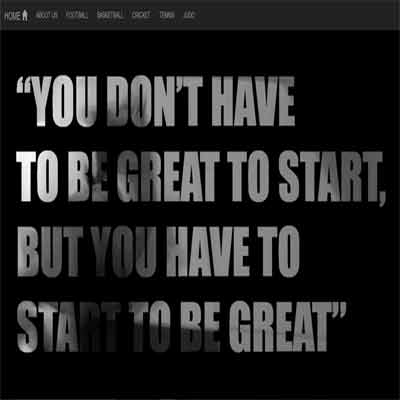 HOME ABOUT US FOOTBALL BASKETBALL CRICKET TENNIS JUDO
“YOU DON’T HAVE
TO BE GREAT TO START,
BUT YOU HAVE TO
START TO BE GREAT”